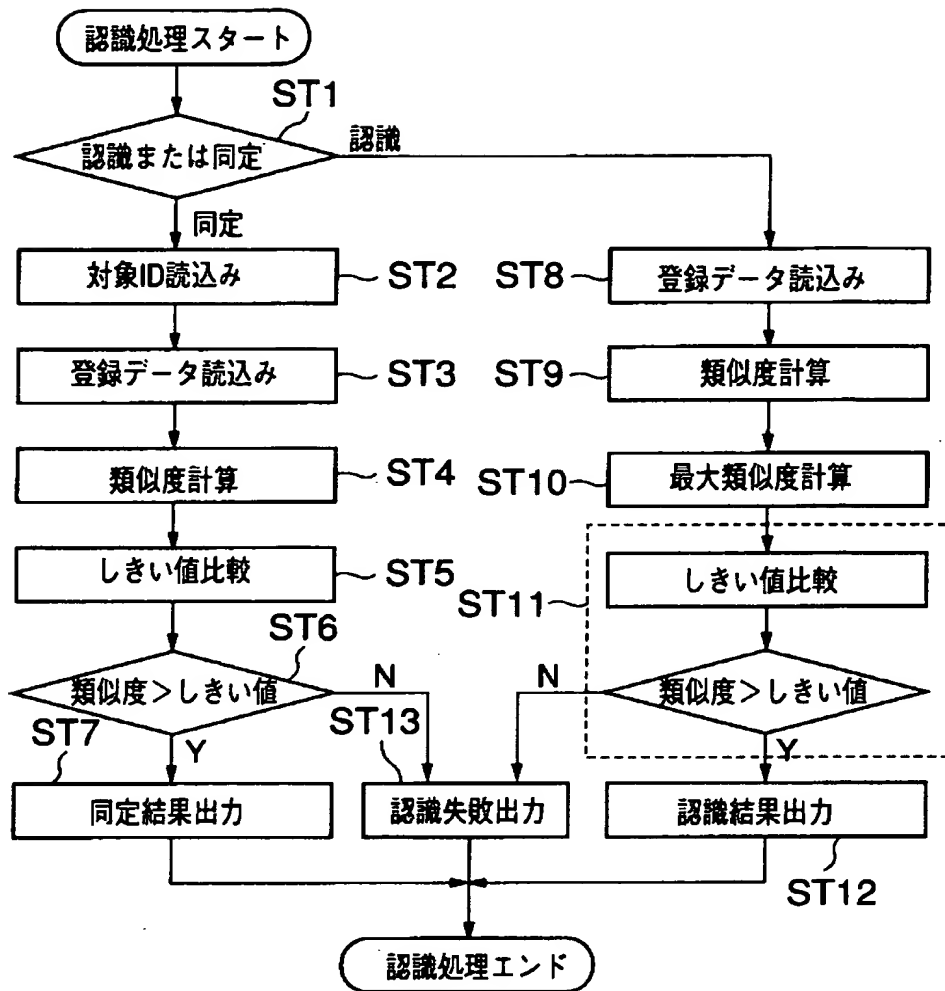 認識処理スタート
ST1
認識または同定
認識
同定
対象ID読込み
ST2
ST8
登録データ読込み
登録データ読込み
ST3
ST9
類似度計算
類似度計算
ST4
ST10
最大類似度計算
しきい値比較
ST5
ST11
しきい値比較
ST6
類似度＞しきい値
N
N
類似度＞しきい値
ST7
Y
ST13
Y
同定結果出力
認識失敗出力
認識結果出力
ST12
認識処理エンド